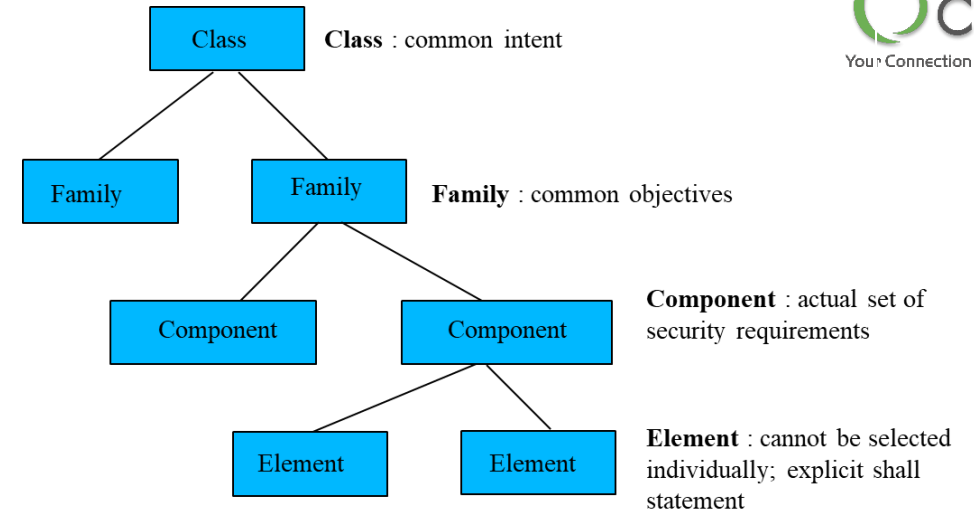 Class
Class : common intent
Your Connection
Family
Family
Family : common objectives
Component
Component
Component : actual set of
security requirements
Element
Element
Element : cannot be selected
individually; explicit shall
statement